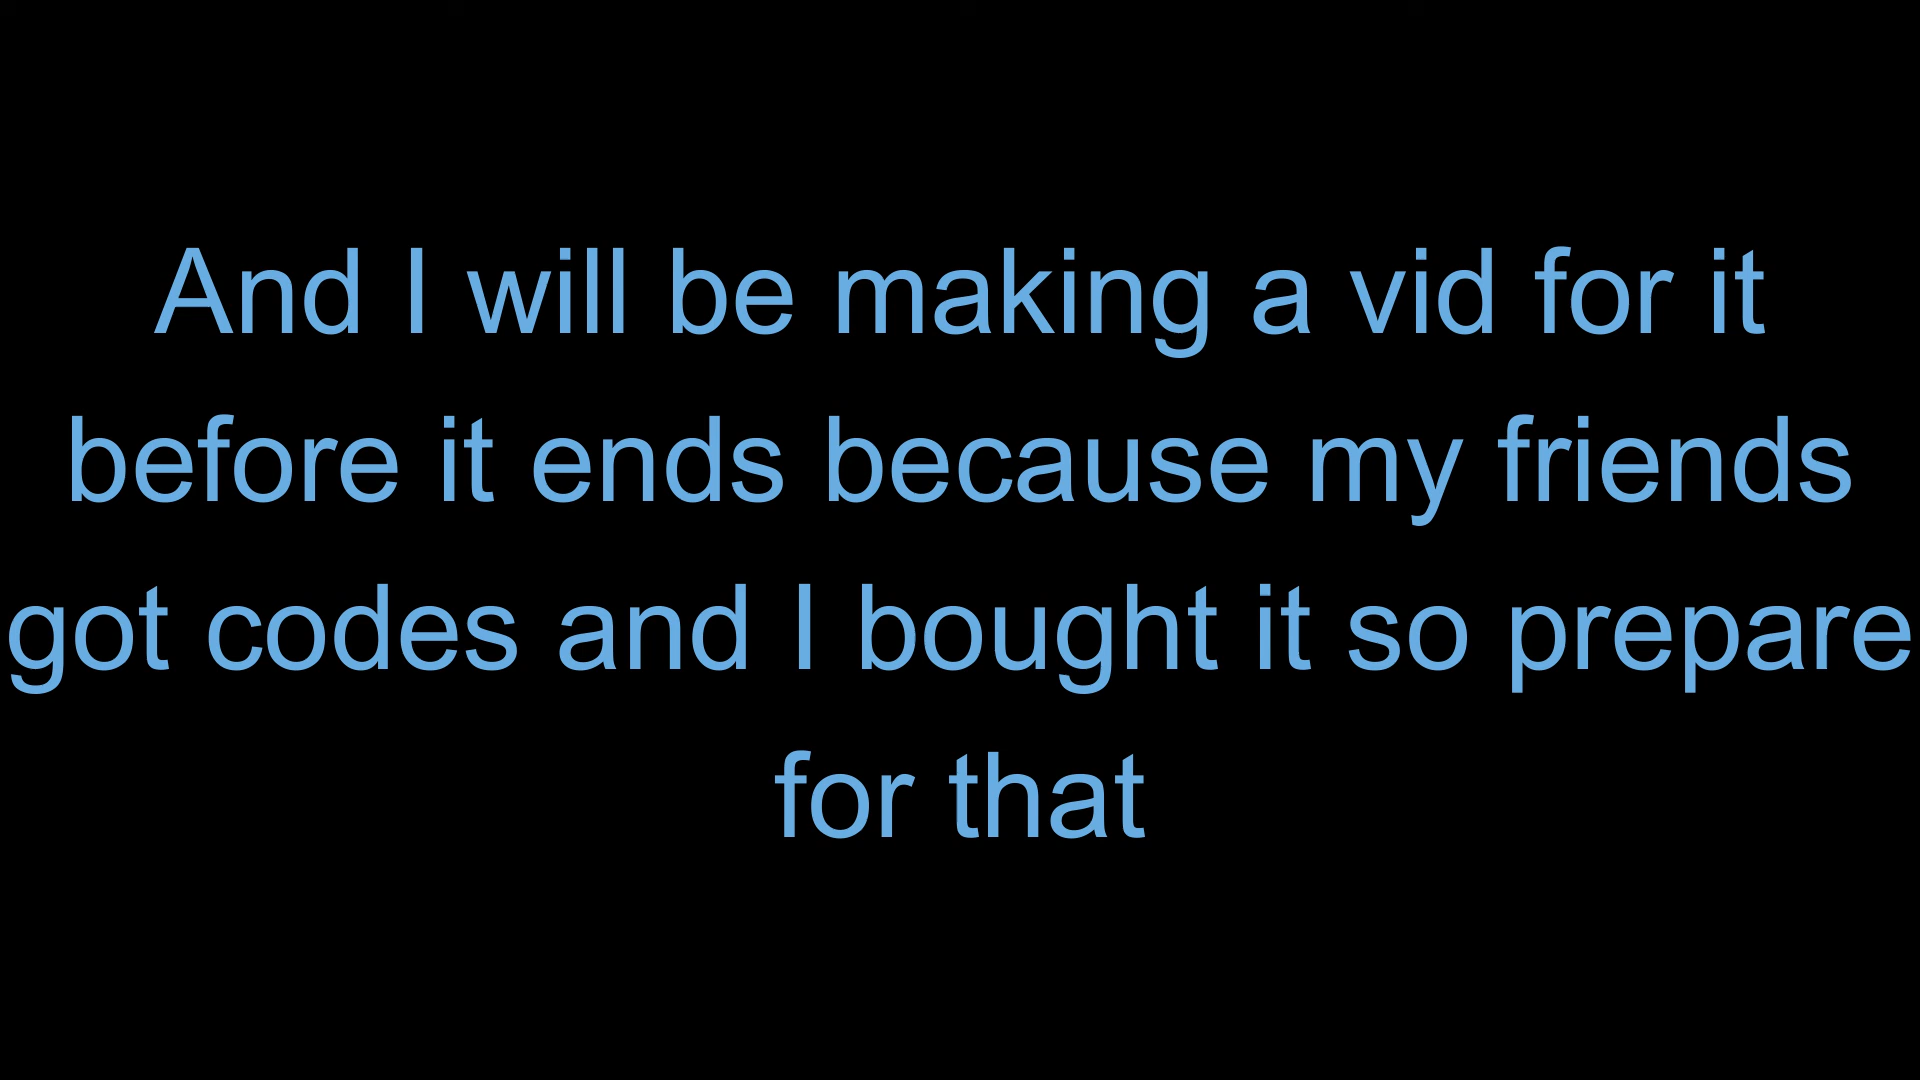 And I will be making a vid for it
before it ends because my friends
got codes and I bought it so prepare
for that